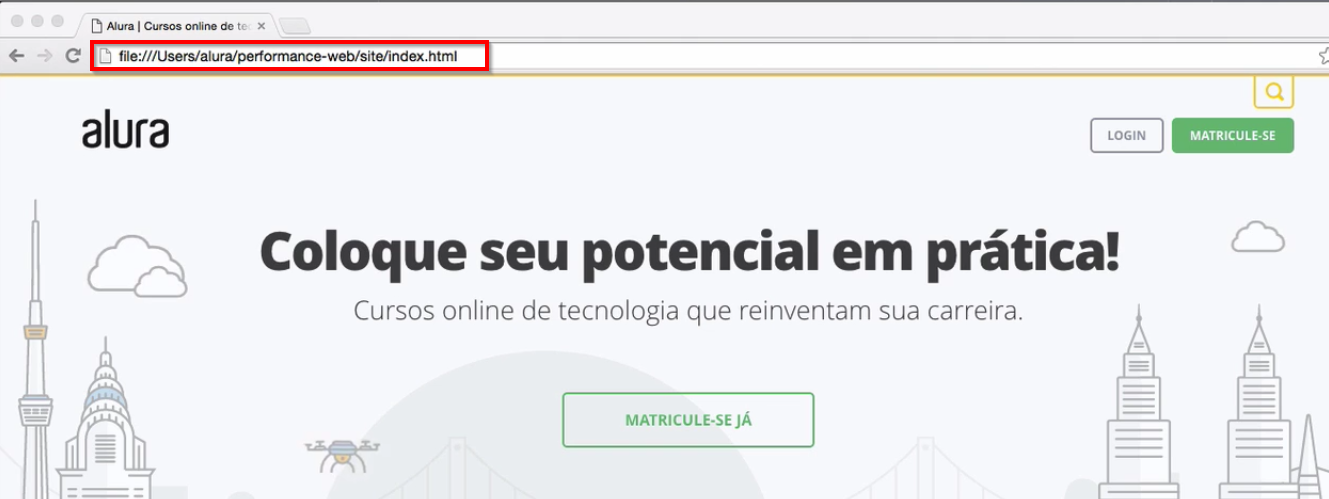 Alura | Cursos online de tec
file:///Users/alura/performance-web/site/index.html
alura
LOGIN
MATRICULE-SE
Coloque seu potencial em prática!
Cursos online de tecnologia que reinventam sua carreira.
MATRICULE-SE JÁ